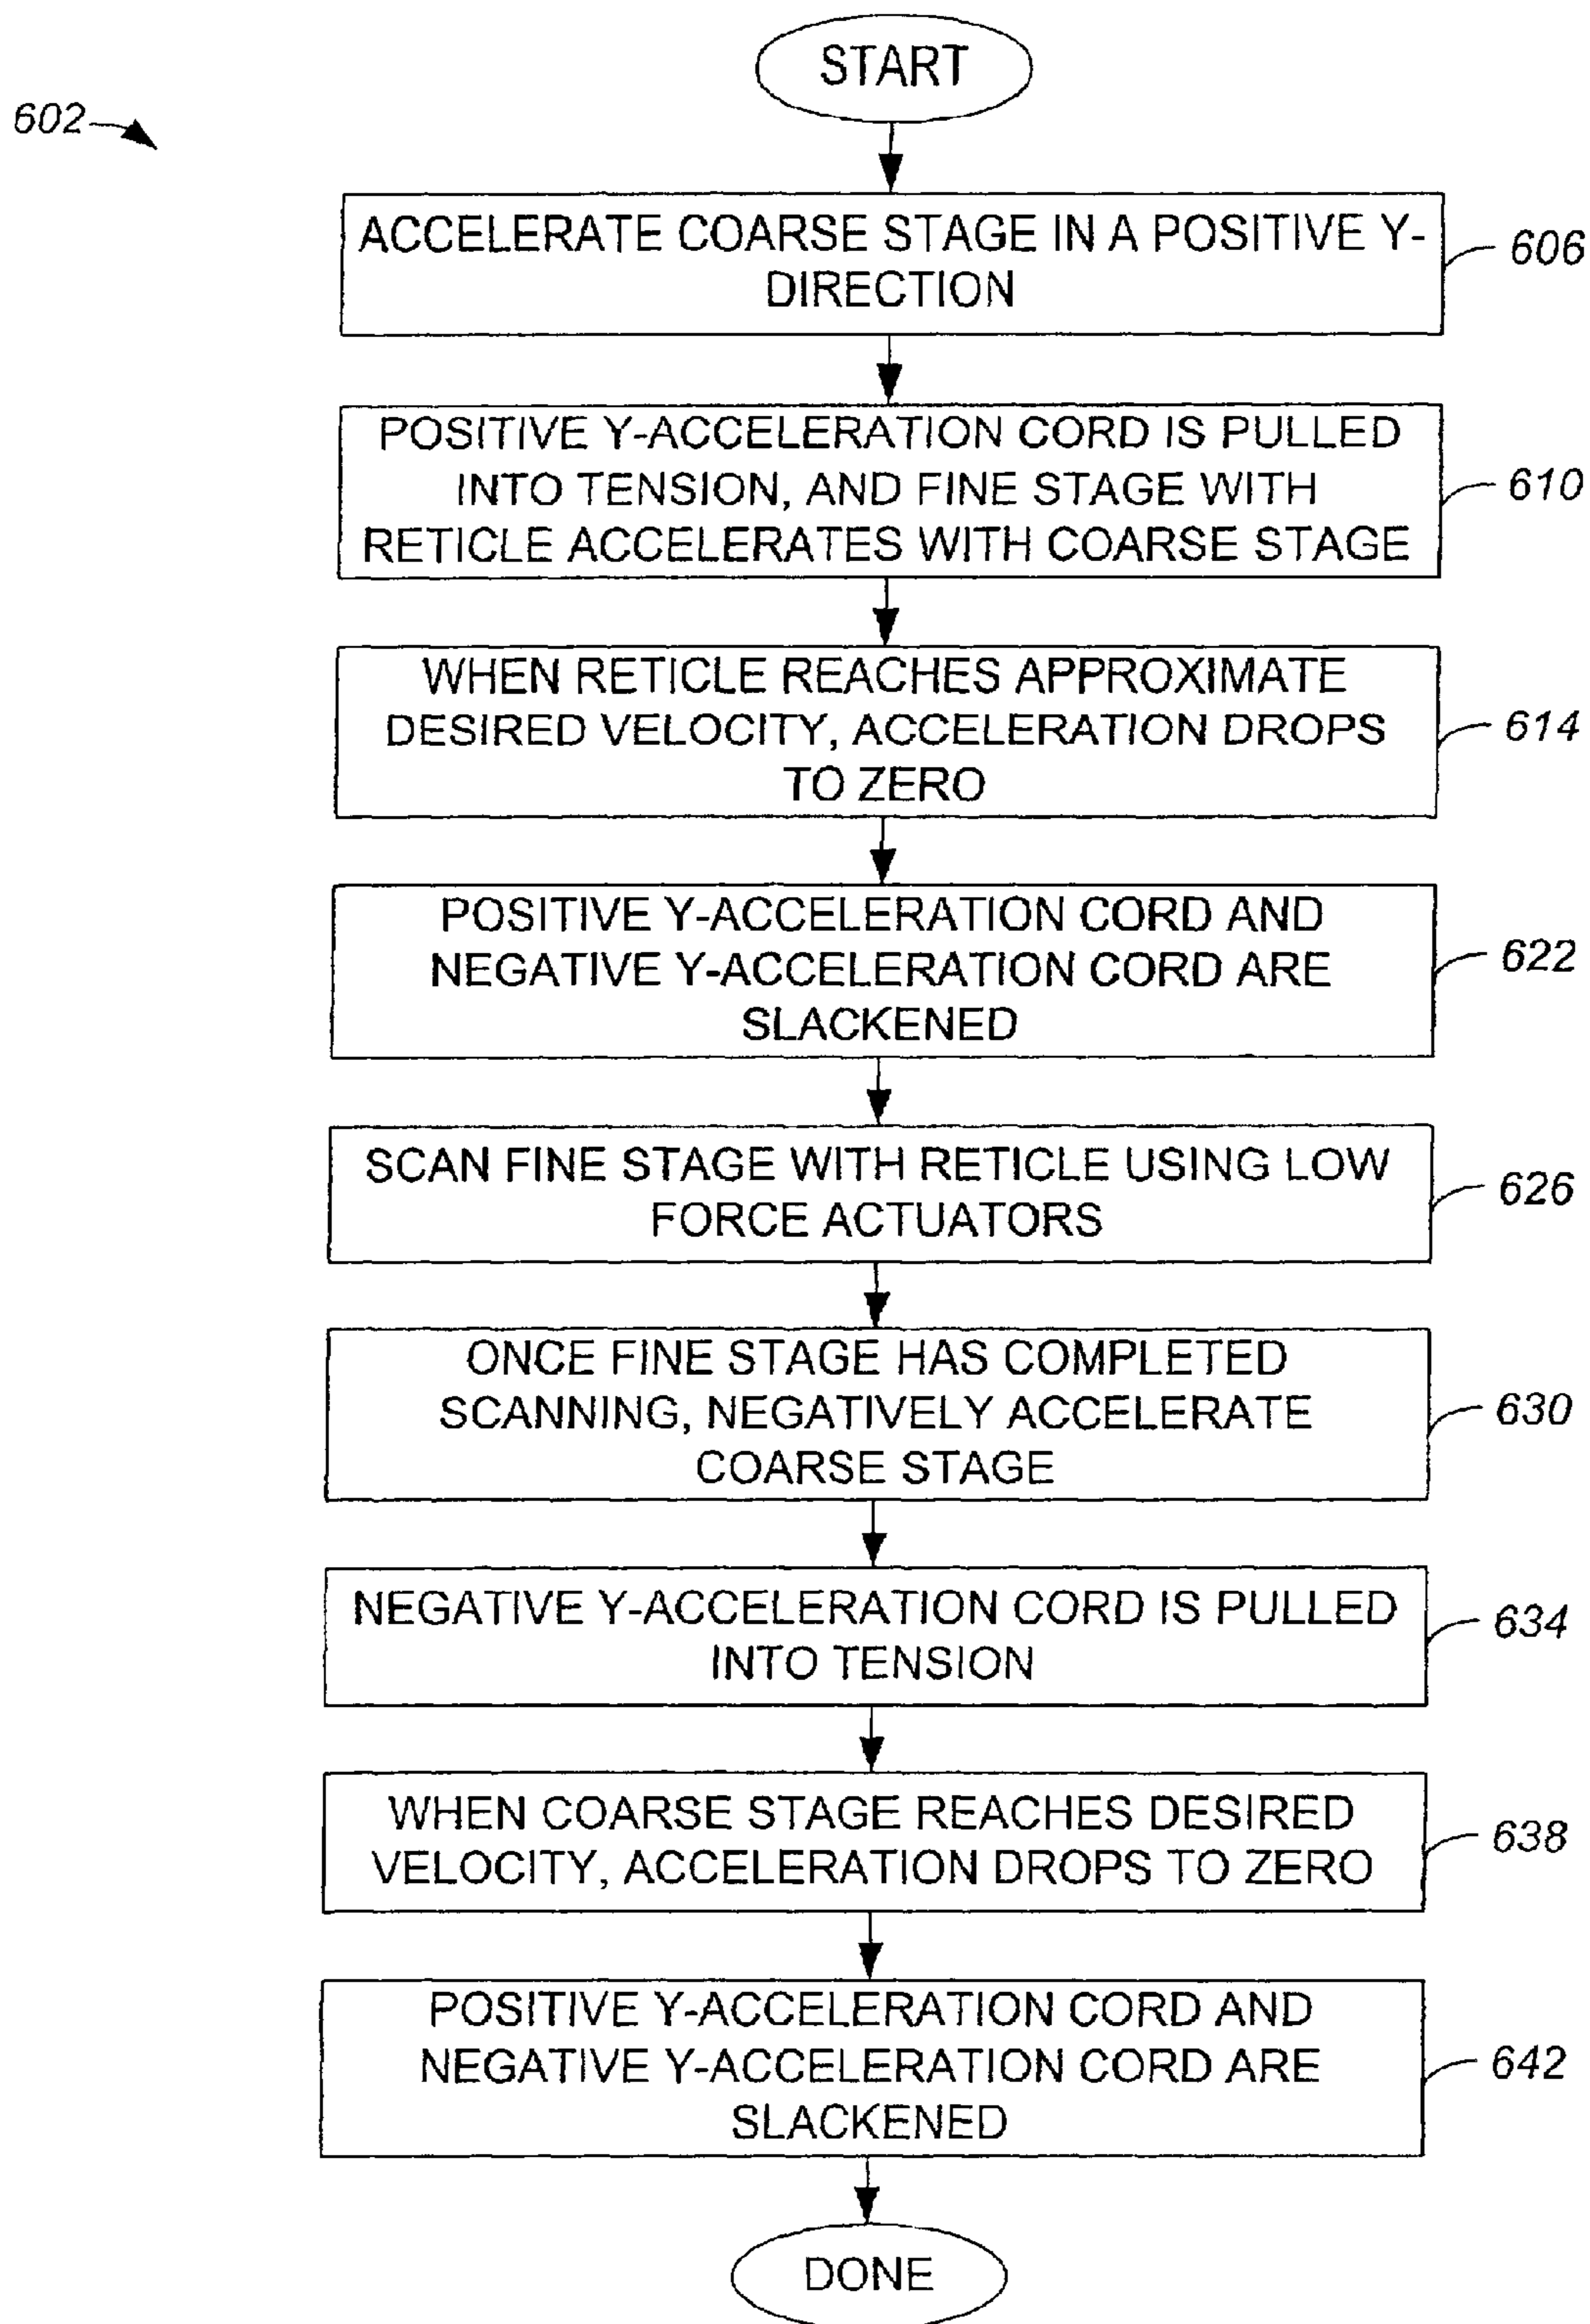 START
602
ACCELERATE COARSE STAGE IN A POSITIVE Y-
DIRECTION
606
POSITIVE Y-ACCELERATION CORD IS PULLED
INTO TENSION, AND FINE STAGE WITH
RETICLE ACCELERATES WITH COARSE STAGE
610
WHEN RETICLE REACHES APPROXIMATE
DESIRED VELOCITY, ACCELERATION DROPS
TO ZERO
614
POSITIVE Y-ACCELERATION CORD AND
NEGATIVE Y-ACCELERATION CORD ARE
SLACKENED
622
SCAN FINE STAGE WITH RETICLE USING LOW
FORCE ACTUATORS
626
ONCE FINE STAGE HAS COMPLETED
SCANNING, NEGATIVELY ACCELERATE
COARSE STAGE
630
NEGATIVE Y-ACCELERATION CORD IS PULLED
INTO TENSION
634
WHEN COARSE STAGE REACHES DESIRED
VELOCITY, ACCELERATION DROPS TO ZERO
638
POSITIVE Y-ACCELERATION CORD AND
NEGATIVE Y-ACCELERATION CORD ARE
SLACKENED
642
DONE